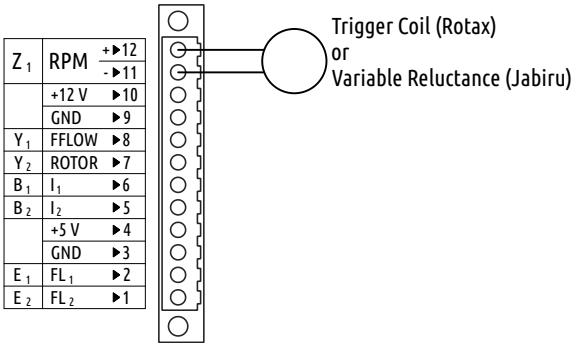 Trigger Coil (Rotax)
or
Variable Reluctance (Jabiru)
Z₁ RPM +▶12
-▶11
+12 V ▶10
GND ▶9
Y₁ FFLOW ▶8
Y₂ ROTOR ▶7
B₁ I₁ ▶6
B₂ I₂ ▶5
+5 V ▶4
GND ▶3
E₁ FL₁ ▶2
E₂ FL₂ ▶1